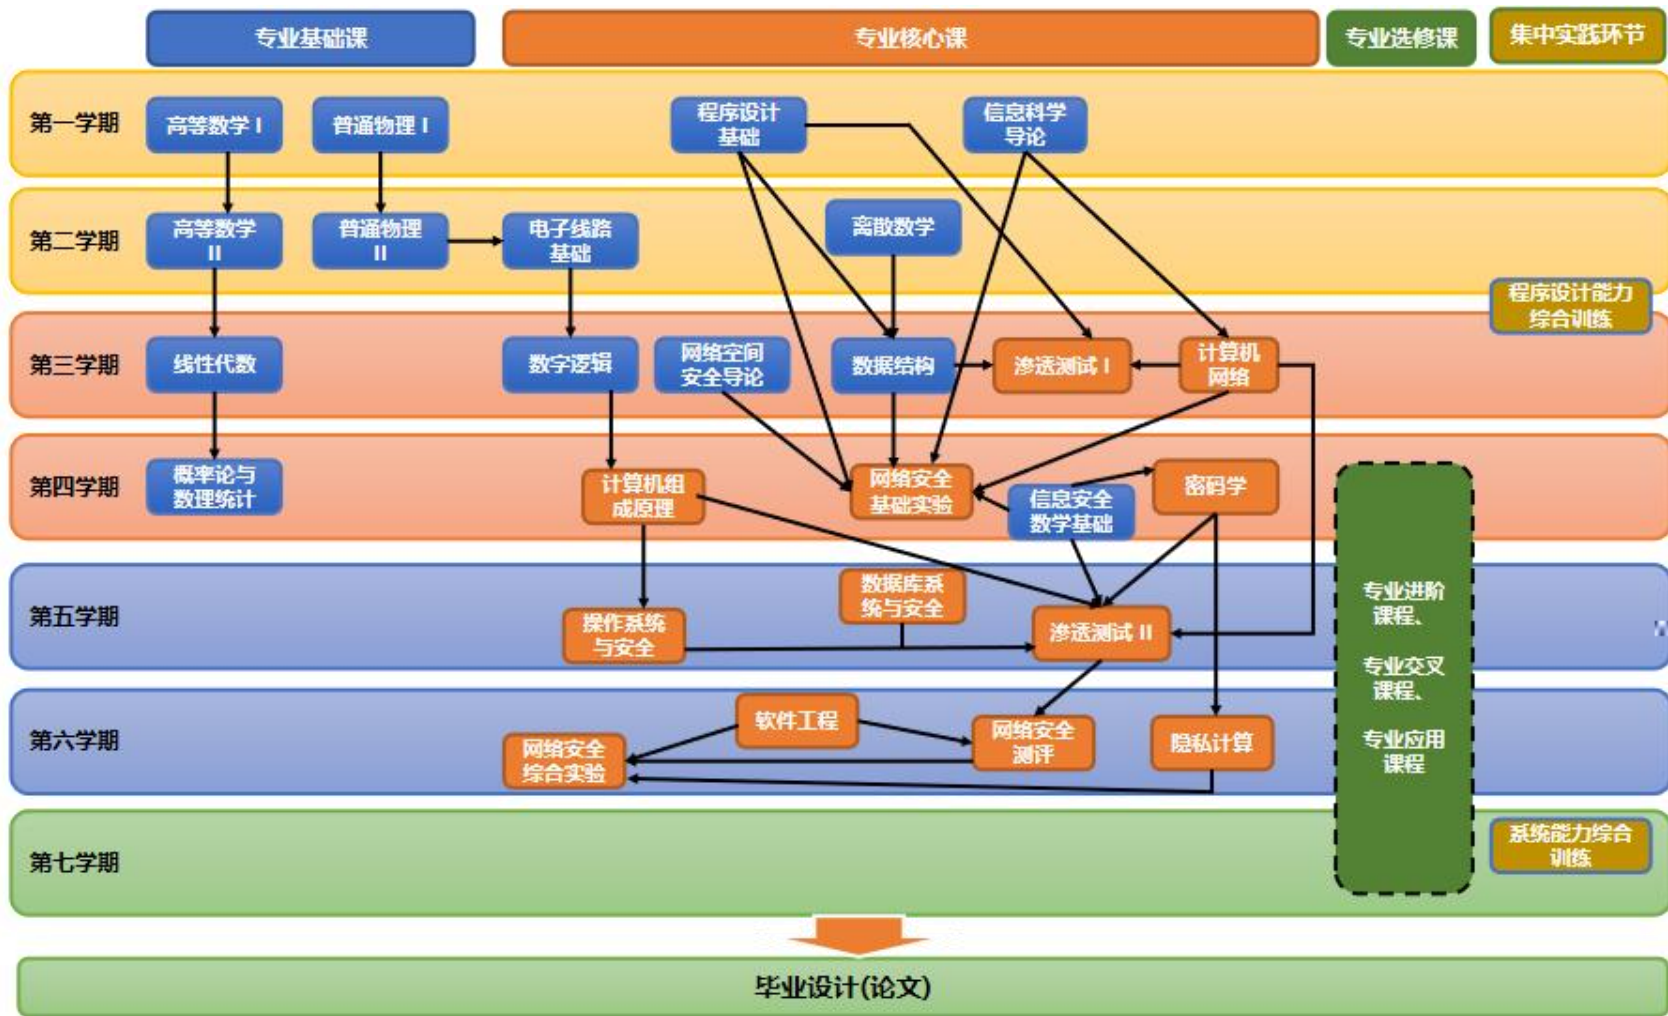 专业基础课
专业核心课
专业选修课
集中实践环节
第一学期
高等数学 I
普通物理 I
程序设计
基础
信息科学
导论
第二学期
高等数学
II
普通物理
II
电子线路
基础
离散数学
程序设计能力
综合训练
第三学期
线性代数
数字逻辑
网络空间
安全导论
数据结构
渗透测试 I
计算机
网络
第四学期
概率论与
数理统计
计算机组
成原理
网络安全
基础实验
信息安全
数学基础
密码学
第五学期
操作系统
与安全
数据库系
统与安全
渗透测试 II
专业进阶
课程、
专业交叉
课程、
专业应用
课程
第六学期
网络安全
综合实验
软件工程
网络安全
测评
隐私计算
第七学期
系统能力综合
训练
毕业设计(论文)